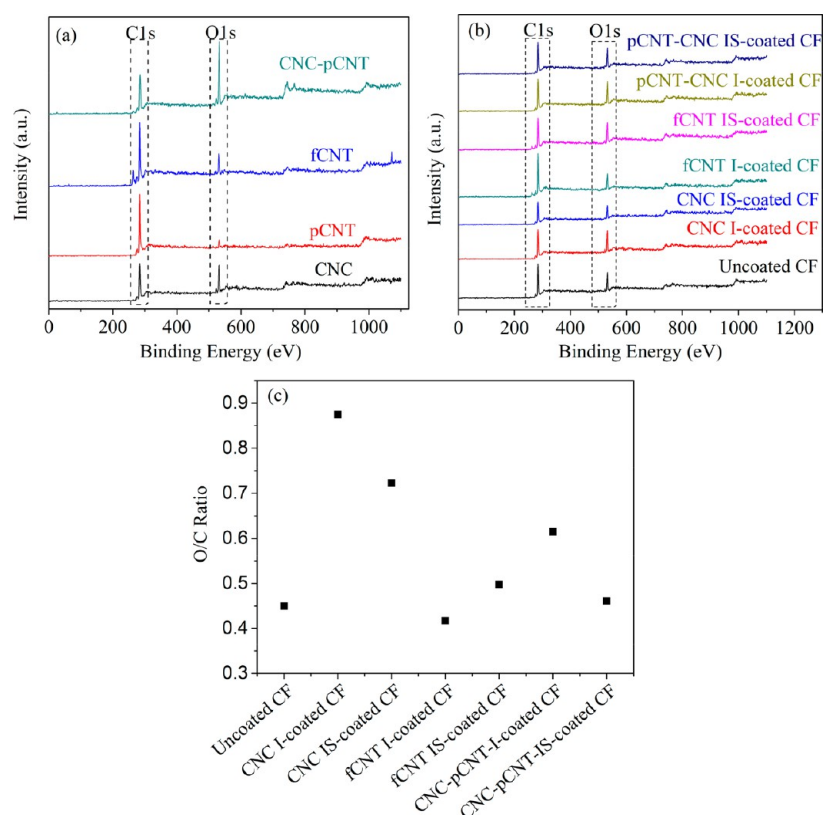 (a)
C1s
O1s
CNC-pCNT
fCNT
pCNT
CNC
Intensity (a.u.)
0 200 400 600 800 1000
Binding Energy (eV)
(b)
C1s
O1s
pCNT-CNC IS-coated CF
pCNT-CNC I-coated CF
fCNT IS-coated CF
fCNT I-coated CF
CNC IS-coated CF
CNC I-coated CF
Uncoated CF
Intensity (a.u.)
0 200 400 600 800 1000 1200
Binding Energy (eV)
(c)
0.9
0.8
0.7
0.6
0.5
0.4
0.3
O/C Ratio
Uncoated CF
CNC I-coated CF
CNC IS-coated CF
fCNT I-coated CF
fCNT IS-coated CF
CNC-pCNT-I-coated CF
CNC-pCNT-IS-coated CF